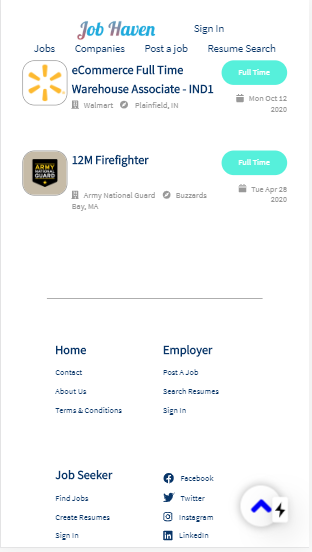 Job Haven
Sign In
Jobs Companies Post a job Resume Search
eCommerce Full Time
Warehouse Associate - IND1
Full Time
Walmart Plainfield, IN
Mon Oct 12
2020
ARMY
NATIONAL
GUARD
12M Firefighter
Full Time
Army National Guard Buzzards
Bay, MA
Tue Apr 28
2020
Home
Contact
About Us
Terms & Conditions
Employer
Post A Job
Search Resumes
Sign In
Job Seeker
Find Jobs
Create Resumes
Sign In
Facebook
Twitter
Instagram
LinkedIn